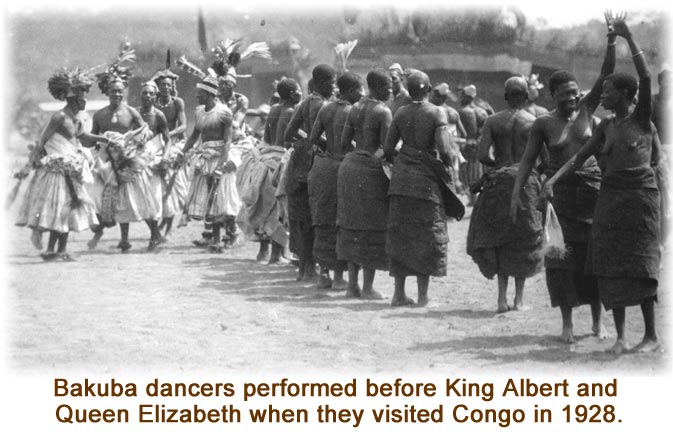 Bakuba dancers performed before King Albert and
Queen Elizabeth when they visited Congo in 1928.